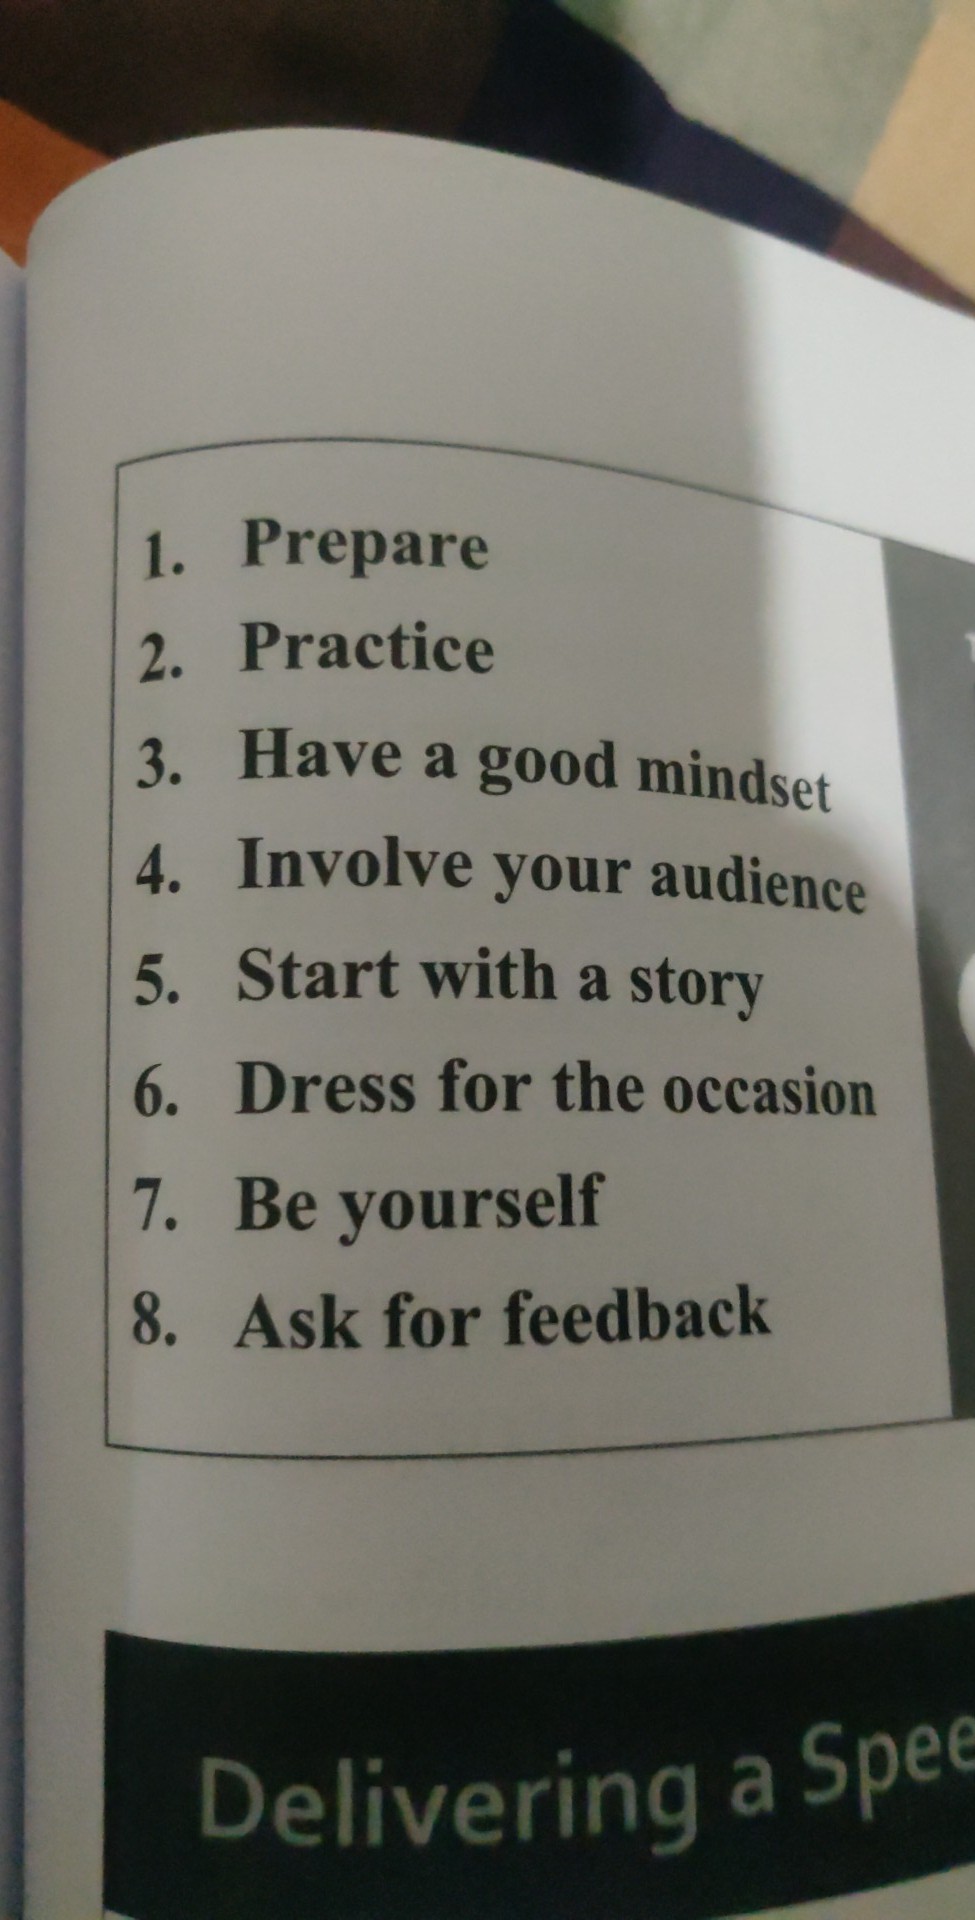 1. Prepare
2. Practice
3. Have a good mindset
4. Involve your audience
5. Start with a story
6. Dress for the occasion
7. Be yourself
8. Ask for feedback
Delivering a